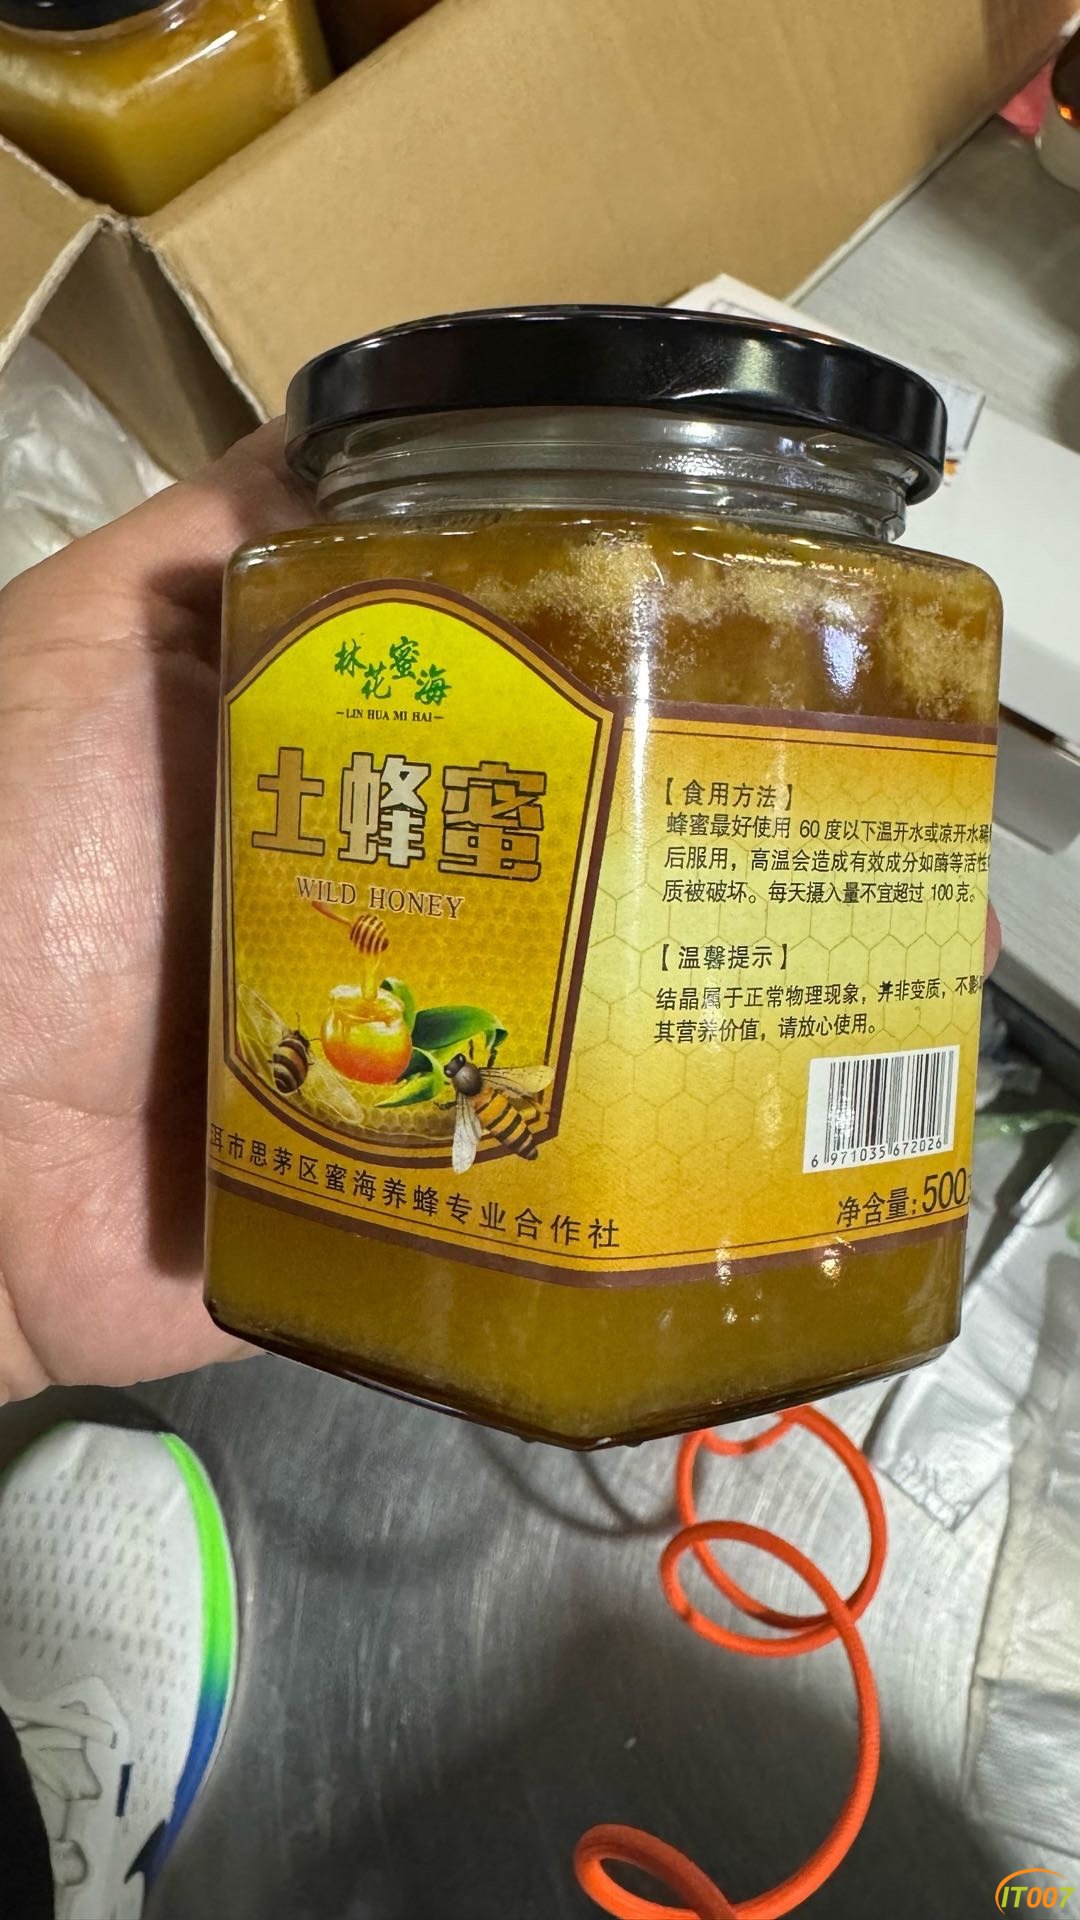 林花蜜海
LIN HUA MI HAI
土蜂蜜
WILD HONEY
洱市思茅区蜜海养蜂专业合作社
【食用方法】
蜂蜜最好使用 60 度以下温开水或凉开水稀
后服用，高温会造成有效成分如酶等活性
质被破坏。每天摄入量不宜超过 100 克。
【温馨提示】
结晶属于正常物理现象，并非变质，不影
其营养价值，请放心使用。
6 971035 672026
净含量：500
IT007